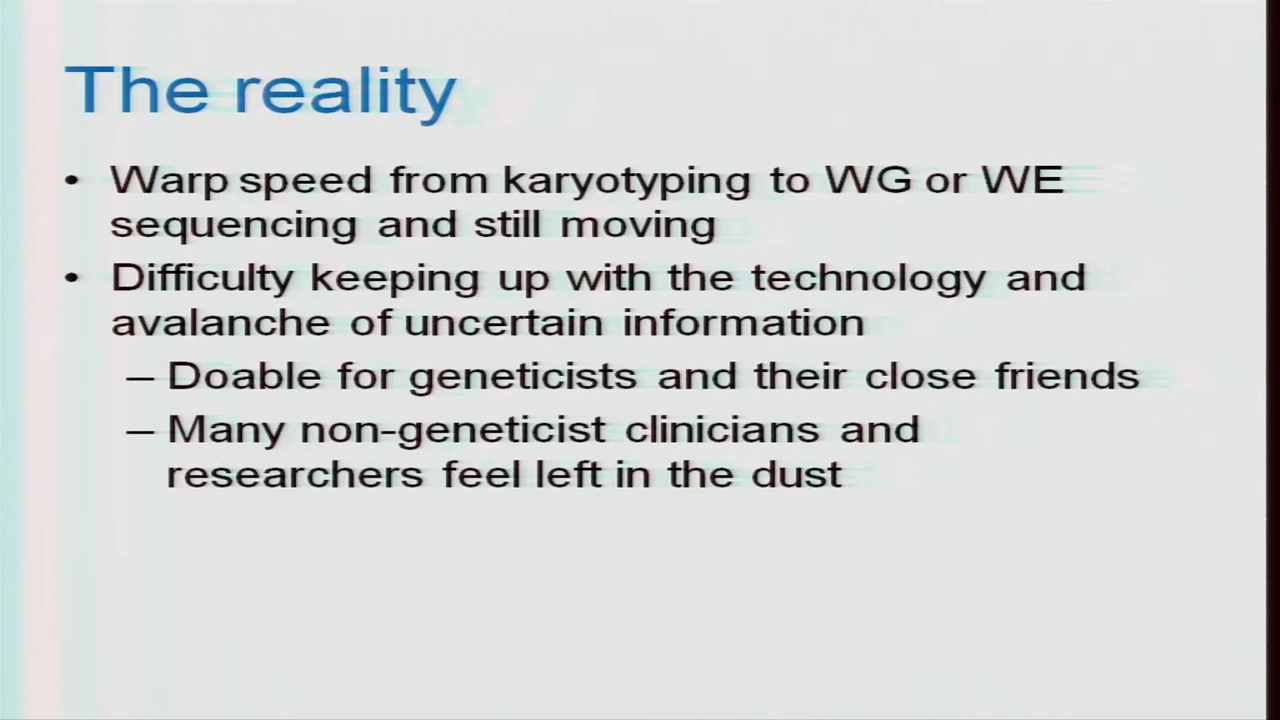 The reality
• Warp speed from karyotyping to WG or WE
sequencing and still moving
• Difficulty keeping up with the technology and
avalanche of uncertain information
– Doable for geneticists and their close friends
– Many non-geneticist clinicians and
researchers feel left in the dust